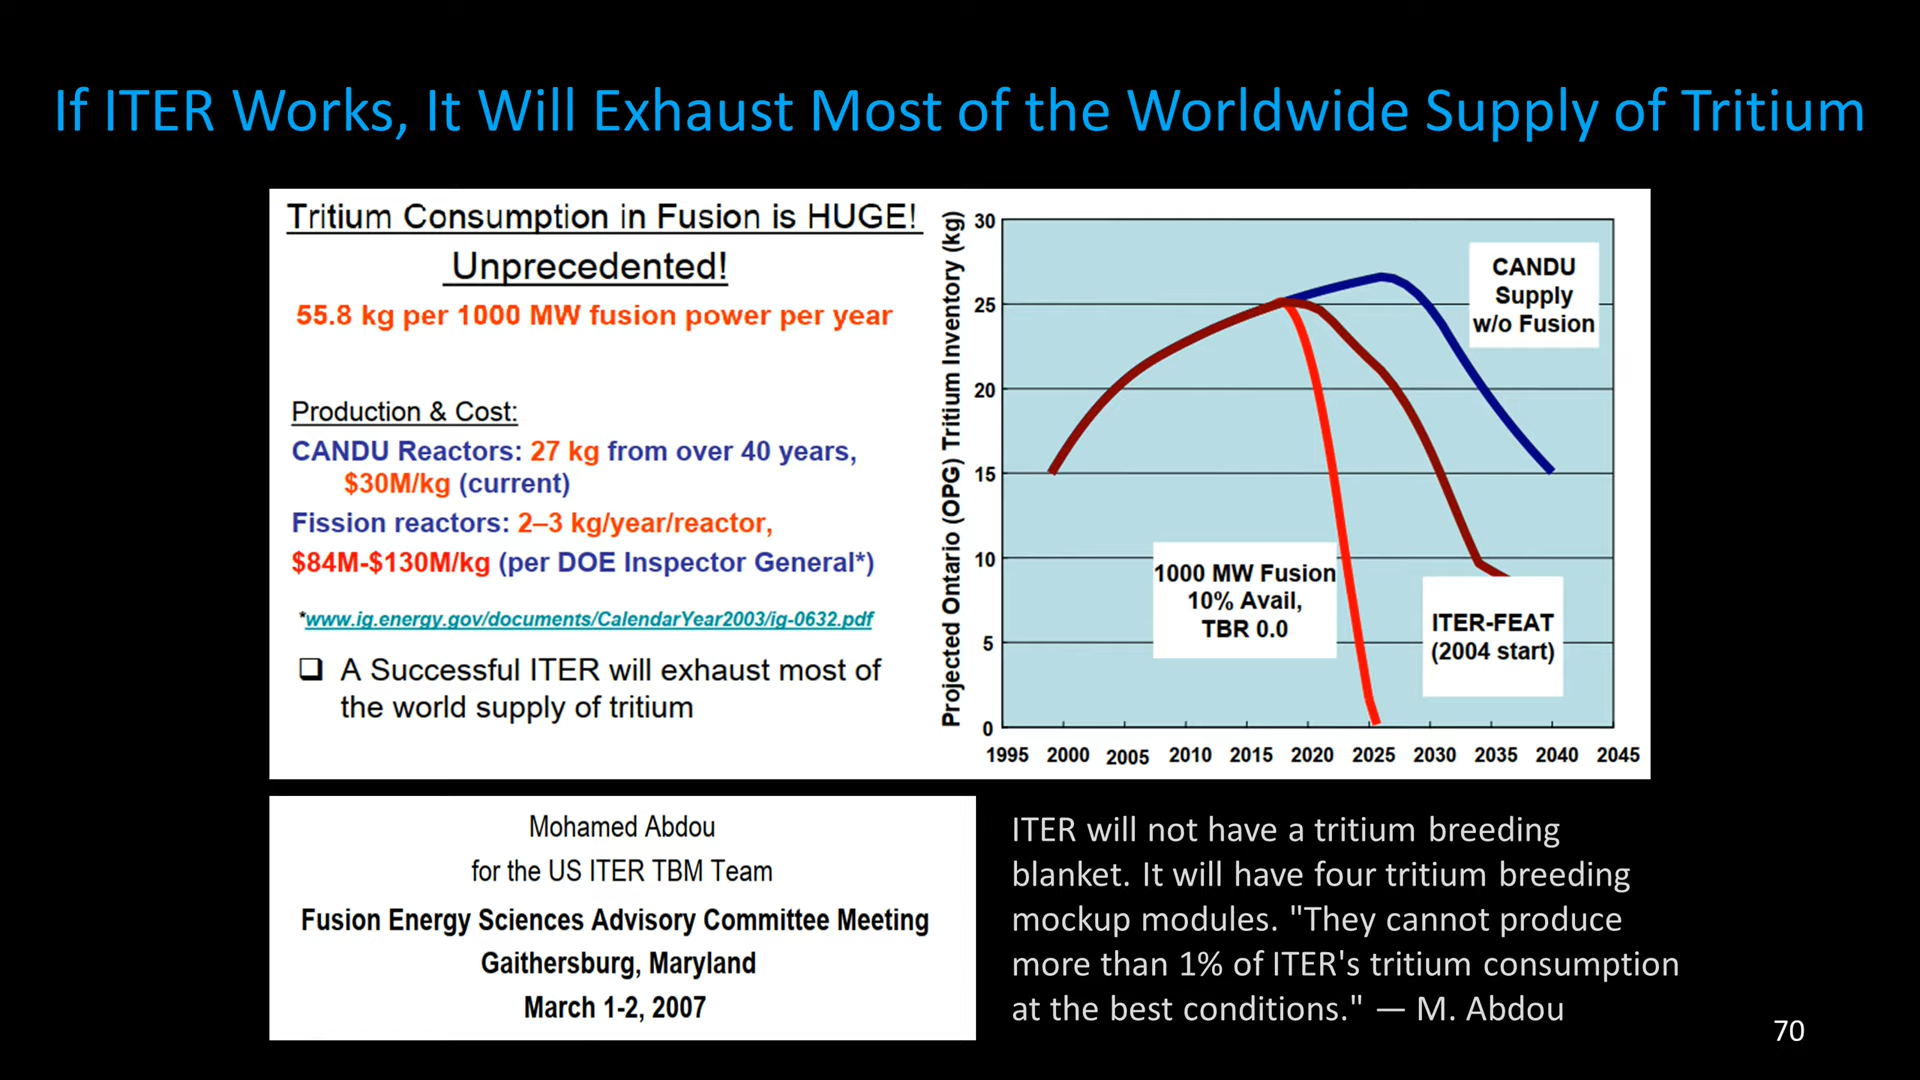 If ITER Works, It Will Exhaust Most of the Worldwide Supply of Tritium
Tritium Consumption in Fusion is HUGE!
Unprecedented!
55.8 kg per 1000 MW fusion power per year
Production & Cost:
CANDU Reactors: 27 kg from over 40 years,
$30M/kg (current)
Fission reactors: 2–3 kg/year/reactor,
$84M-$130M/kg (per DOE Inspector General*)
*www.ig.energy.gov/documents/CalendarYear2003/ig-0632.pdf
❑ A Successful ITER will exhaust most of
the world supply of tritium
Projected Ontario (OPG) Tritium Inventory (kg)
30
25
20
15
10
5
0
1995 2000 2005 2010 2015 2020 2025 2030 2035 2040 2045
CANDU
Supply
w/o Fusion
1000 MW Fusion
10% Avail,
TBR 0.0
ITER-FEAT
(2004 start)
Mohamed Abdou
for the US ITER TBM Team
Fusion Energy Sciences Advisory Committee Meeting
Gaithersburg, Maryland
March 1-2, 2007
ITER will not have a tritium breeding
blanket. It will have four tritium breeding
mockup modules. "They cannot produce
more than 1% of ITER's tritium consumption
at the best conditions." — M. Abdou
70